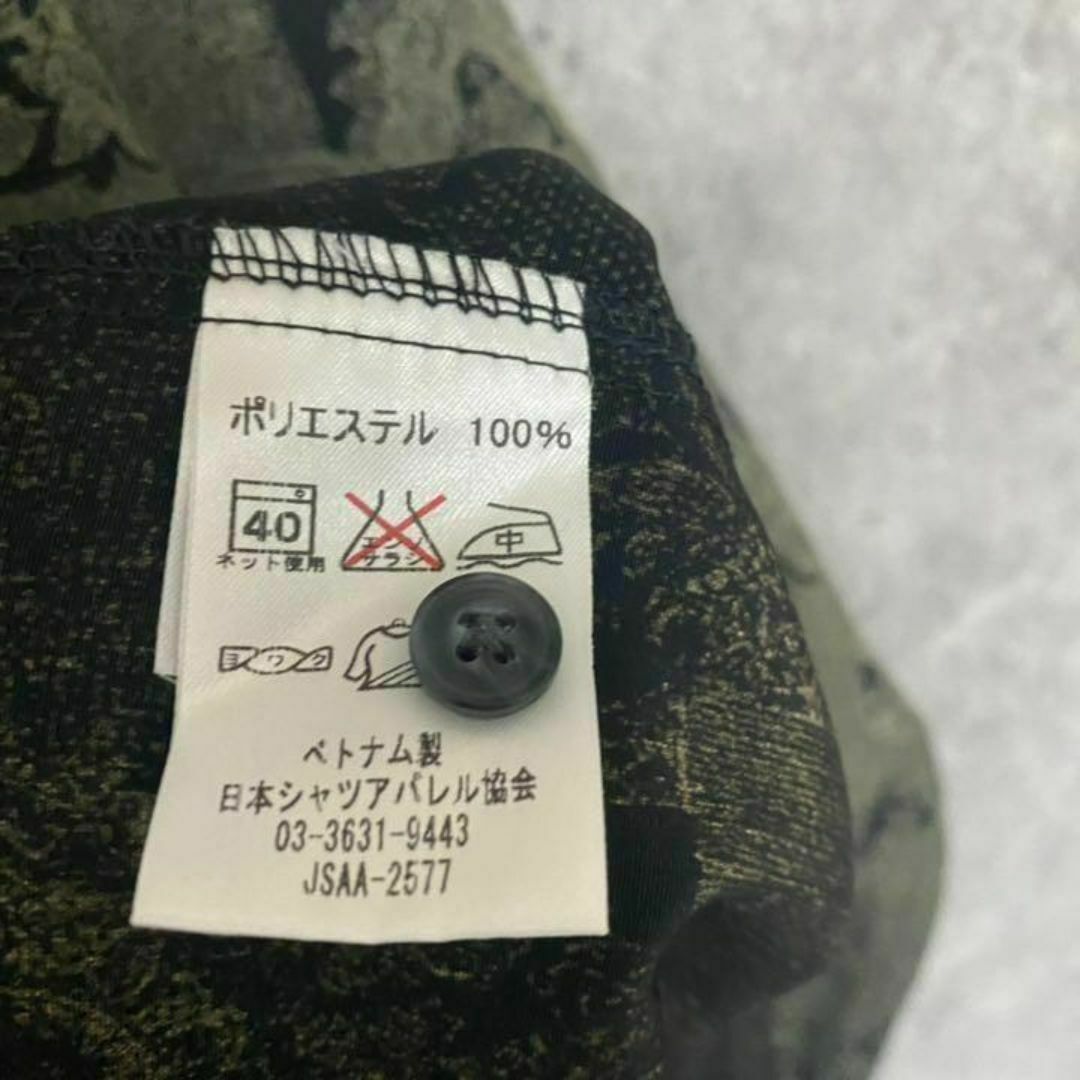 ポリエステル 100%
40
ネット使用
エンソ
サラシ
中
ヨワク
ベトナム製
日本シャツアパレル協会
03-3631-9443
JSAA-2577